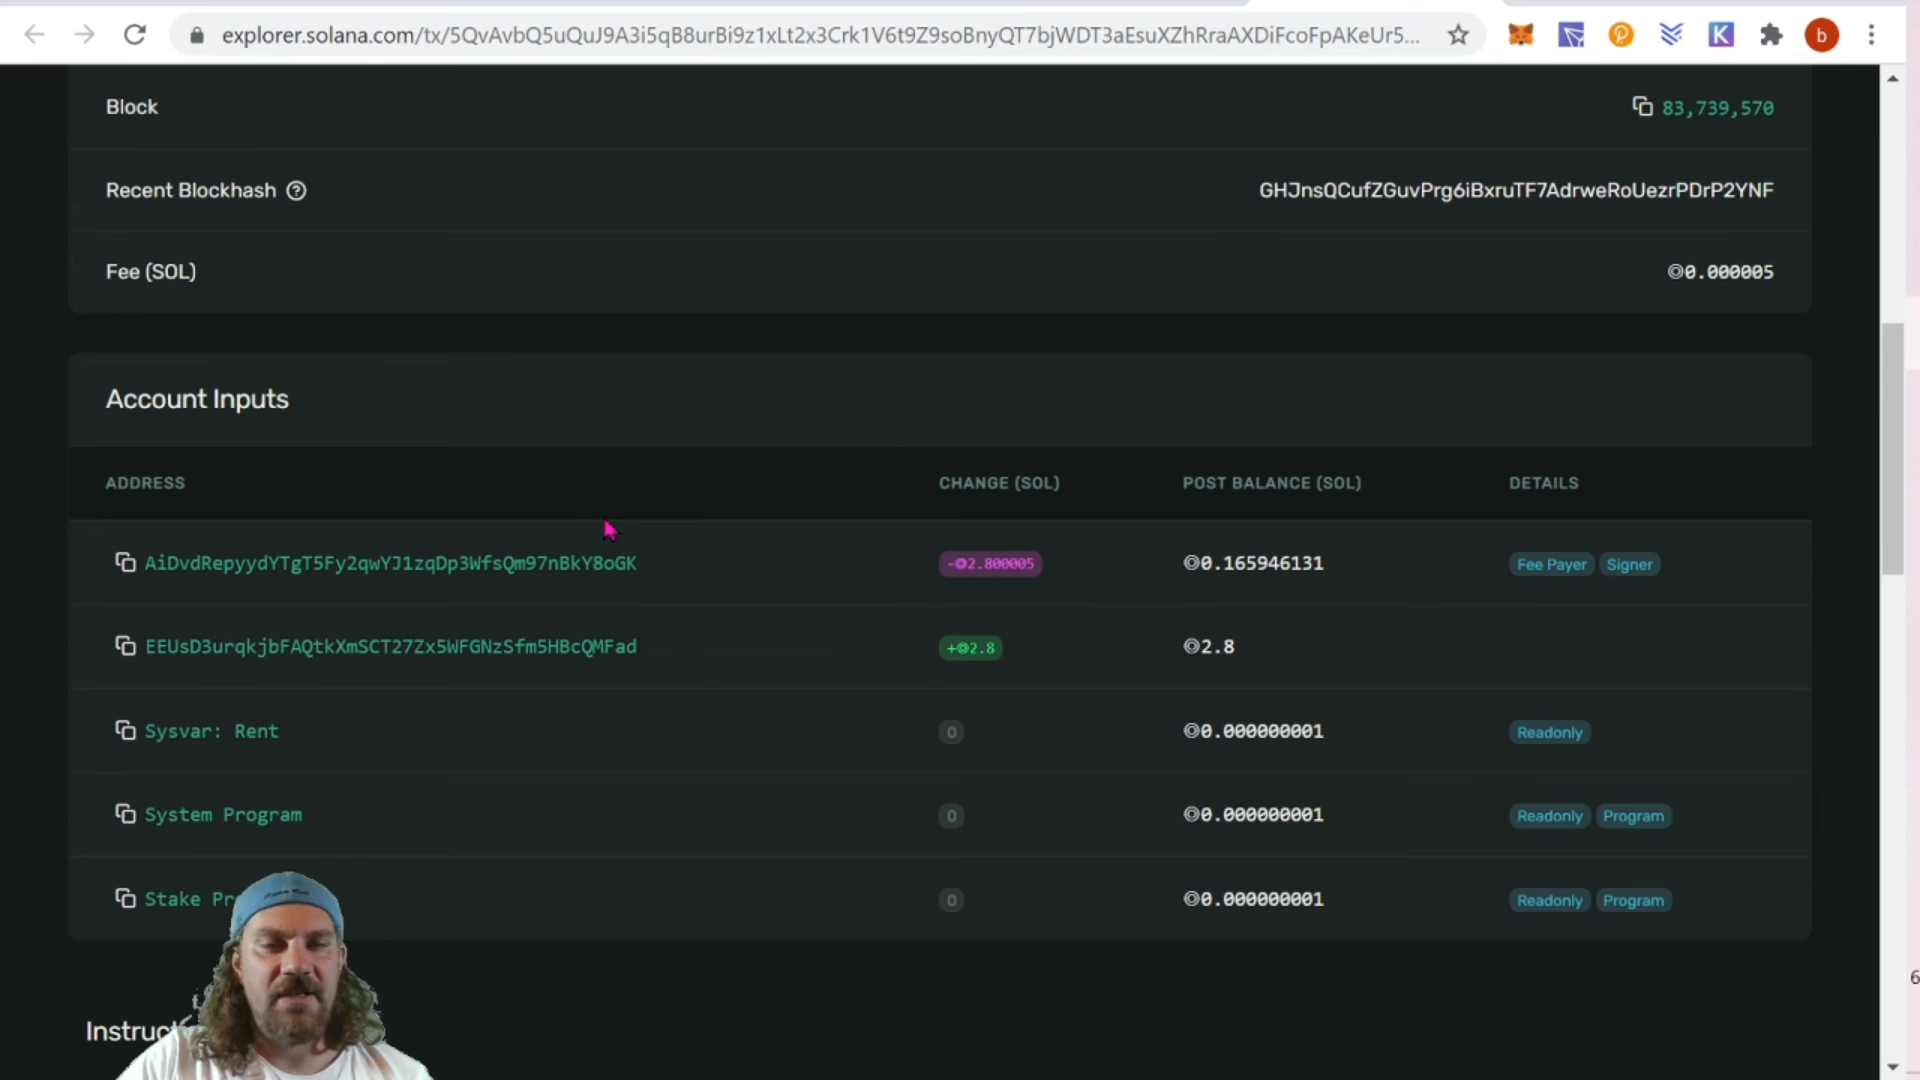 explorer.solana.com/tx/5QvAvbQ5uQuJ9A3i5qB8urBi9z1xLt2x3Crk1V6t9Z9soBnyQT7bjWDT3aEsuXZhRraAXDiFcoFpAKeUr5...
b
Block
83,739,570
Recent Blockhash
GHJnsQCufZGuvPrg6iBxruTF7AdrweRoUezrPDrP2YNF
Fee (SOL)
◎0.000005
Account Inputs
ADDRESS CHANGE (SOL) POST BALANCE (SOL) DETAILS
AiDvdRepyydYTgT5Fy2qwYJ1zqDp3WfsQm97nBkY8oGK -◎2.800005 ◎0.165946131 Fee Payer Signer
EEUsD3urqkjbFAQtkXmSCT27Zx5WFGNzSfm5HBcQMFad +◎2.8 ◎2.8
Sysvar: Rent 0 ◎0.000000001 Readonly
System Program 0 ◎0.000000001 Readonly Program
Stake Pr 0 ◎0.000000001 Readonly Program
6
Instruc